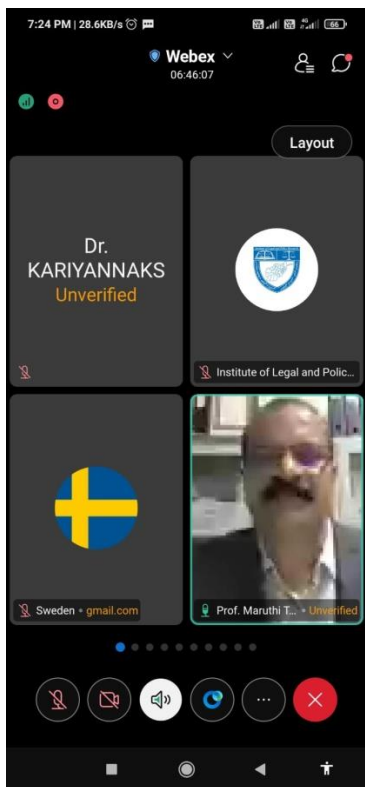 7:24 PM | 28.6KB/s
4G
66
Webex
06:46:07
Layout
Dr.
KARIYANNAKS
Unverified
Institute of Legal and Polic...
Sweden • gmail.com
Prof. Maruthi T... • Unverified